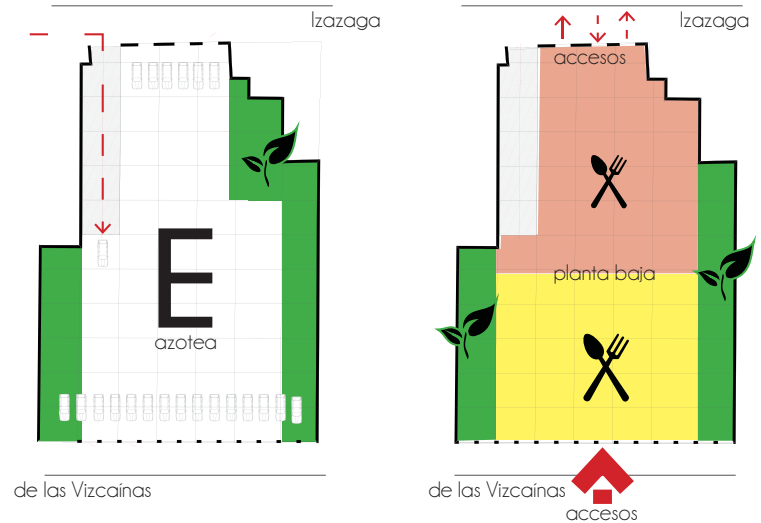 Izazaga
E
azotea
de las Vizcaínas
Izazaga
accesos
planta baja
de las Vizcaínas
accesos